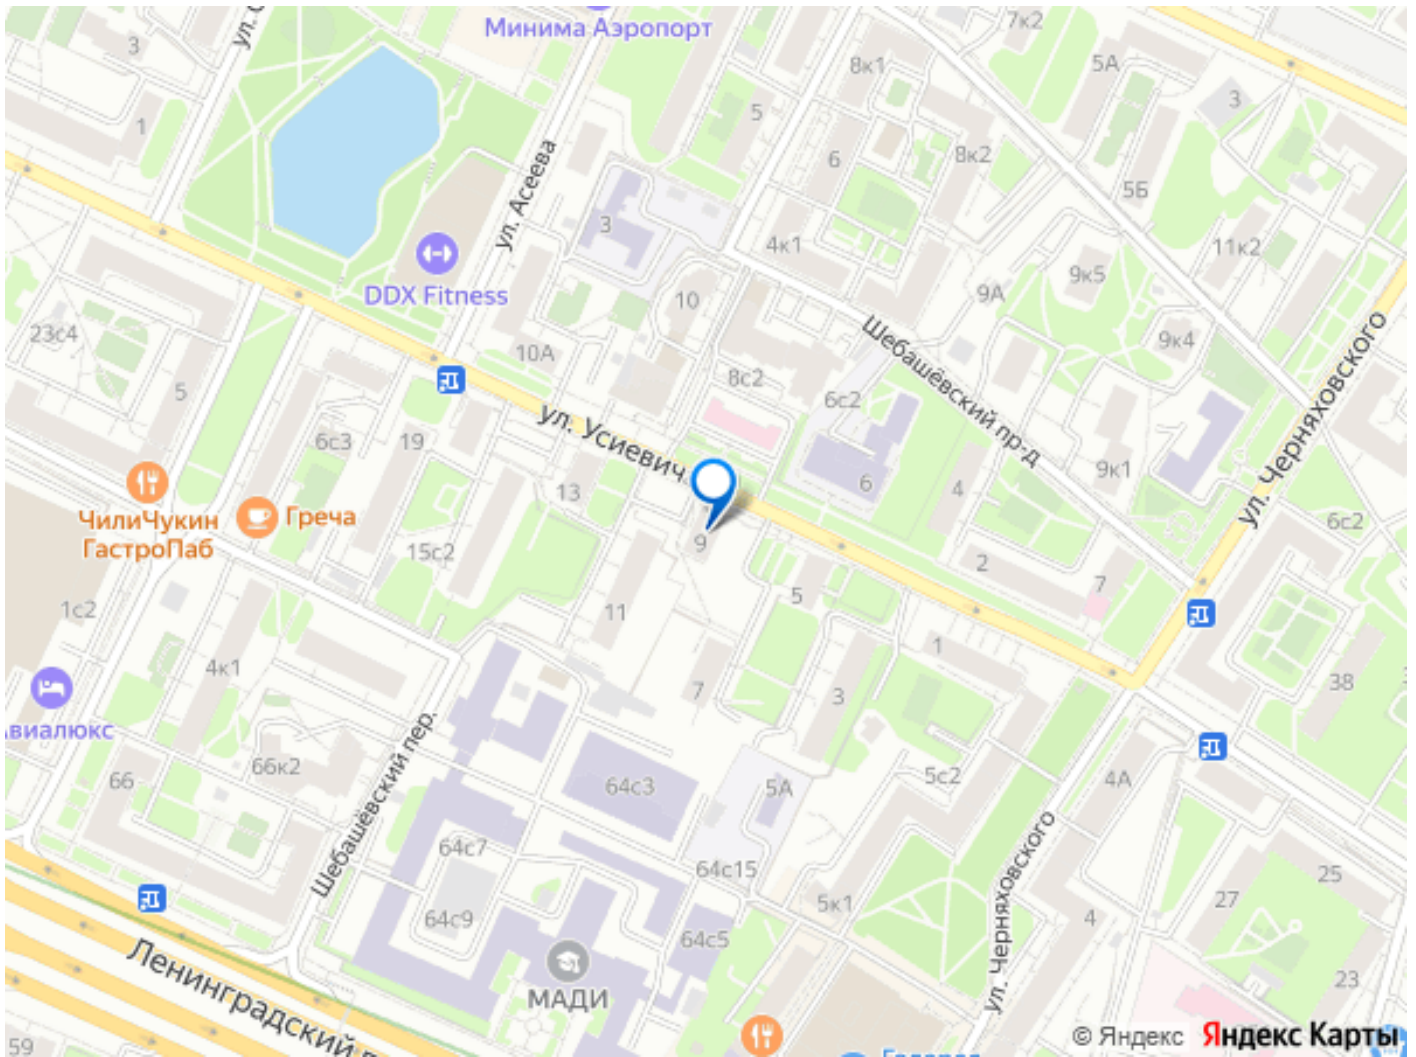 Минима Аэропорт
7к2
3
8к1
5А
5
3
1
ул. Асеева
6
8к2
5Б
3
4к1
11к2
DDX Fitness
10
9А
9к5
23с4
10А
Шебашёвский пр-д
9к4
ул. Черняховского
5
8с2
6с2
ул. Усиевич
6с3
19
9к1
13
6
4
ЧилиЧукин
ГастроПаб
Греча
6с2
15с2
9
2
7
5
1с2
11
1
4к1
7
3
38
Авиалюкс
66к2
66
64с3
5А
5с2
4А
Шебашёвский пер.
64с7
64с15
25
27
5к1
ул. Черняховского
4
64с9
64с5
23
Ленинградский
МАДИ
59
© Яндекс Яндекс Карты